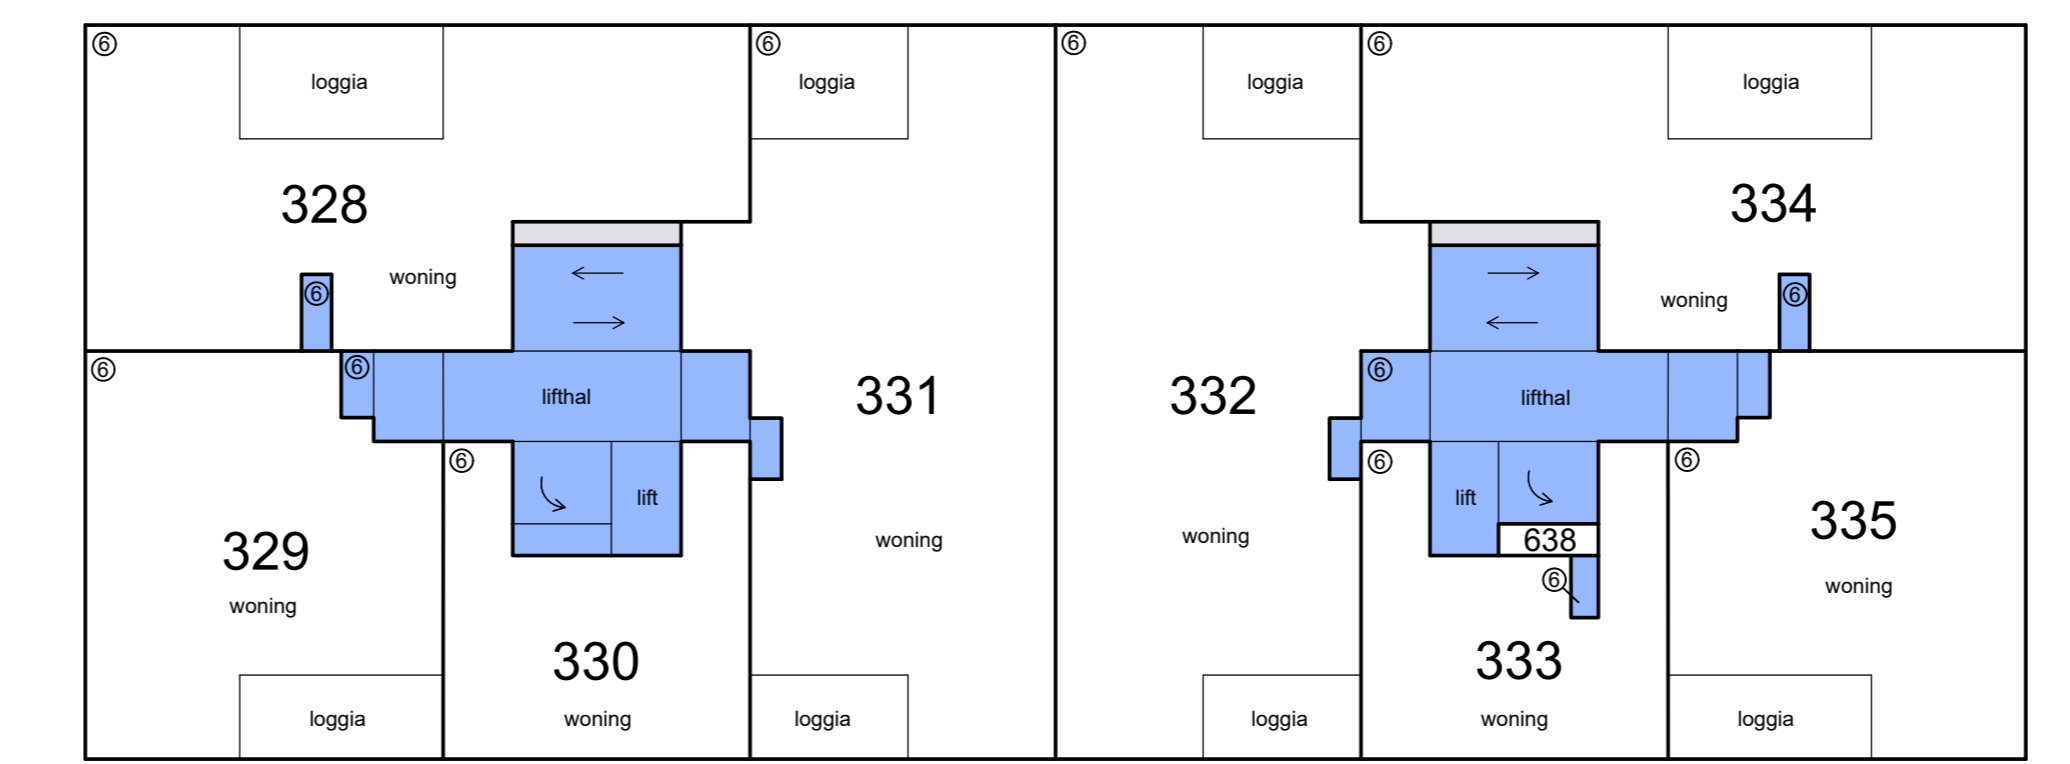 ⑥ loggia ⑥ loggia ⑥ loggia ⑥ loggia
328 334
woning woning
⑥ ⑥
⑥ ⑥ ⑥
lifthal 331 332 lifthal
⑥ ⑥ ⑥
lift lift
329 woning woning 638 335
woning ⑥ woning
330 333
loggia woning loggia loggia woning loggia